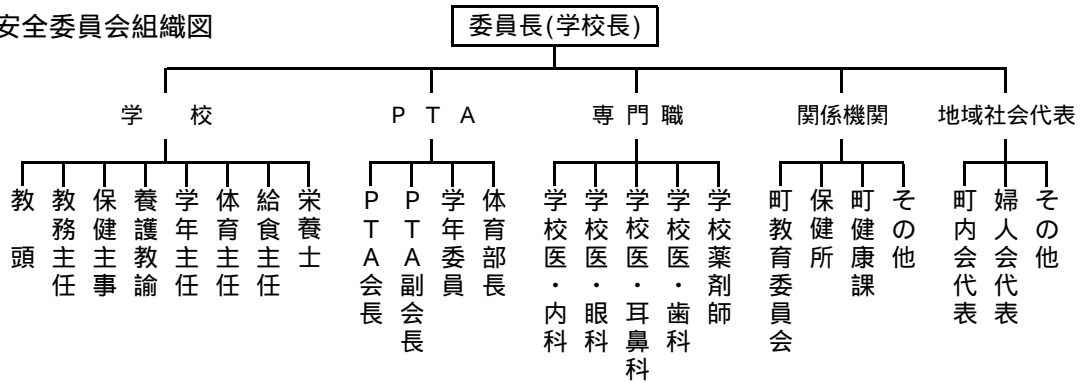 安全委員会組織図
委員長(学校長)
学 校
P T A
専 門 職
関係機関
地域社会代表
教 頭
教務主任
保健主事
養護教諭
学年主任
体育主任
給食主任
栄養士
PTA会長
PTA副会長
学年委員
体育部長
学校医・内科
学校医・眼科
学校医・耳鼻科
学校医・歯科
学校薬剤師
町教育委員会
保健所
町健康課
その他
町内会代表
婦人会代表
その他